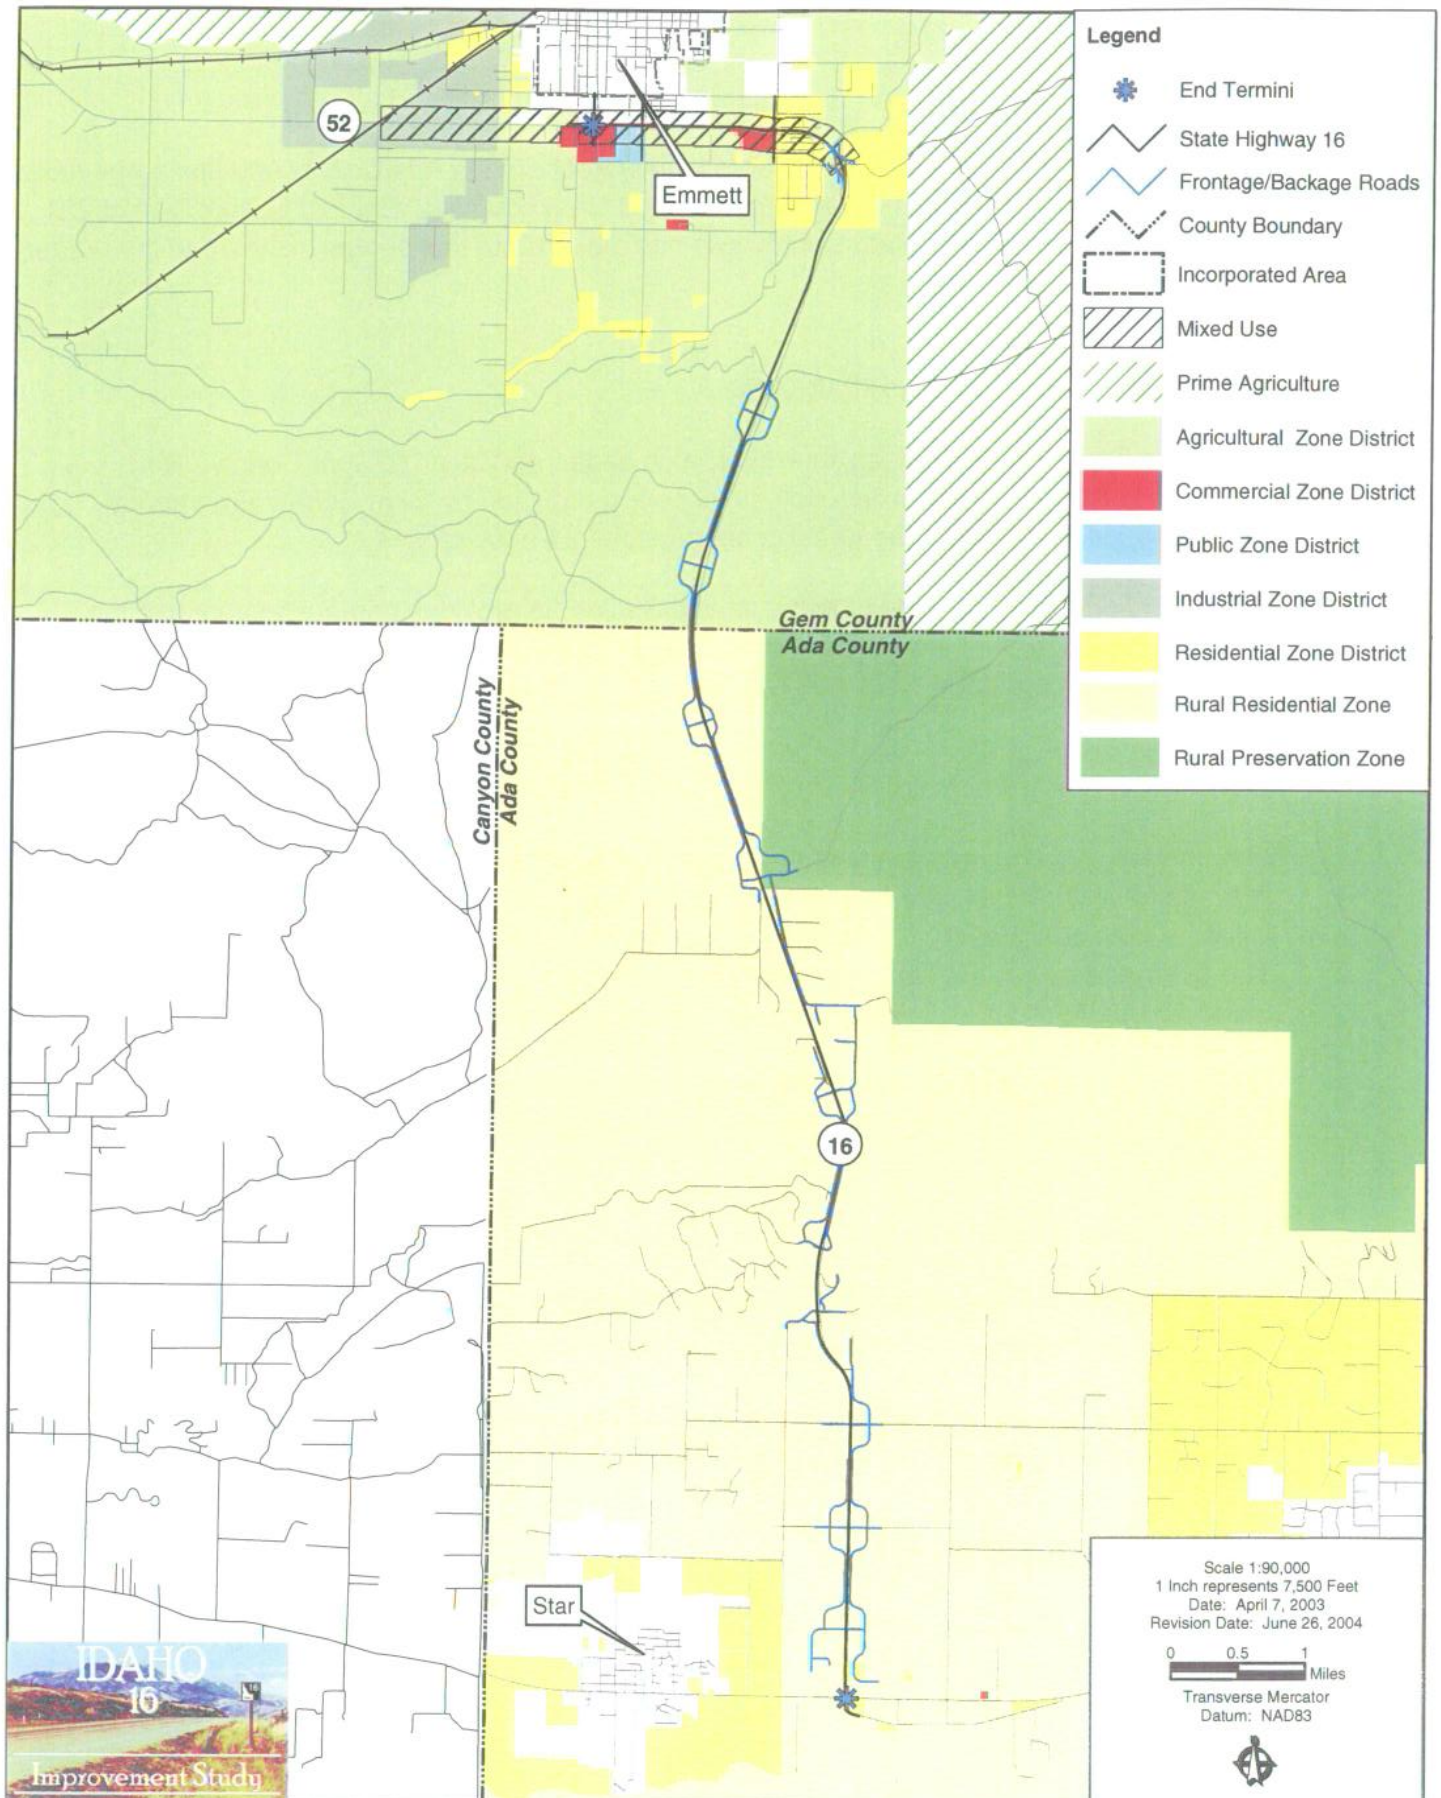 Legend
End Termini
State Highway 16
Frontage/Backage Roads
County Boundary
Incorporated Area
Mixed Use
Prime Agriculture
Agricultural Zone District
Commercial Zone District
Public Zone District
Industrial Zone District
Residential Zone District
Rural Residential Zone
Rural Preservation Zone
52
Emmett
Gem County
Ada County
Canyon County
Ada County
16
Star
Scale 1:90,000
1 Inch represents 7,500 Feet
Date: April 7, 2003
Revision Date: June 26, 2004
0 0.5 1
Miles
Transverse Mercator
Datum: NAD83
IDAHO
16
Improvement Study